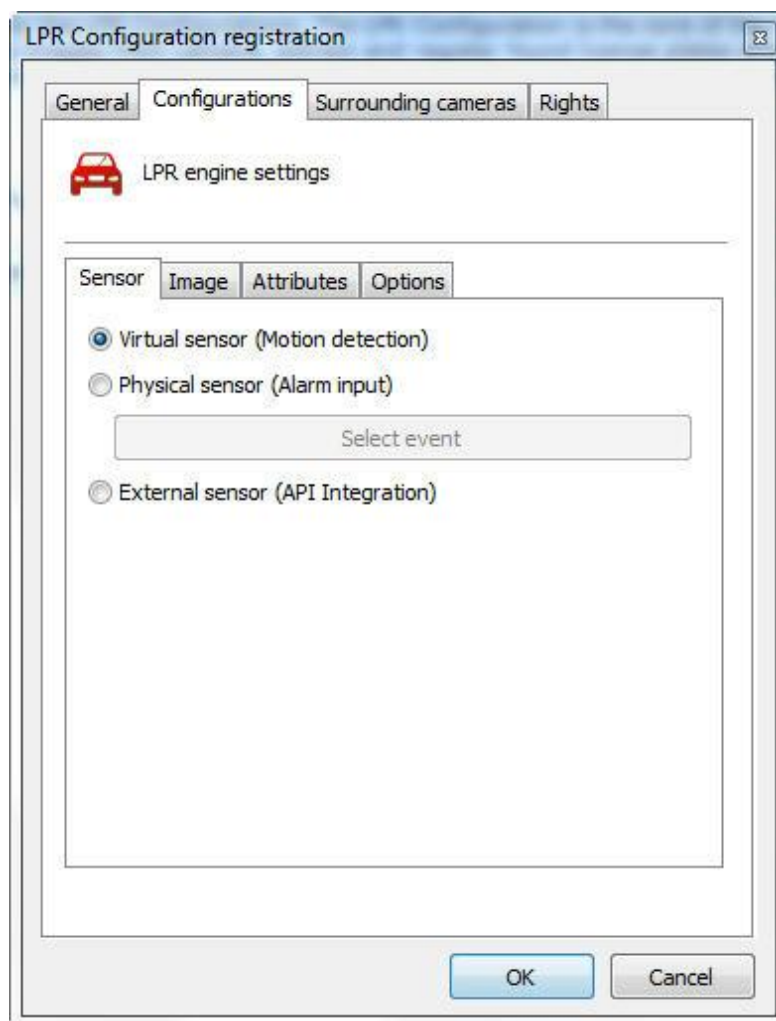 LPR Configuration registration
General Configurations Surrounding cameras Rights
LPR engine settings
Sensor Image Attributes Options
Virtual sensor (Motion detection)
Physical sensor (Alarm input)
Select event
External sensor (API Integration)
OK Cancel